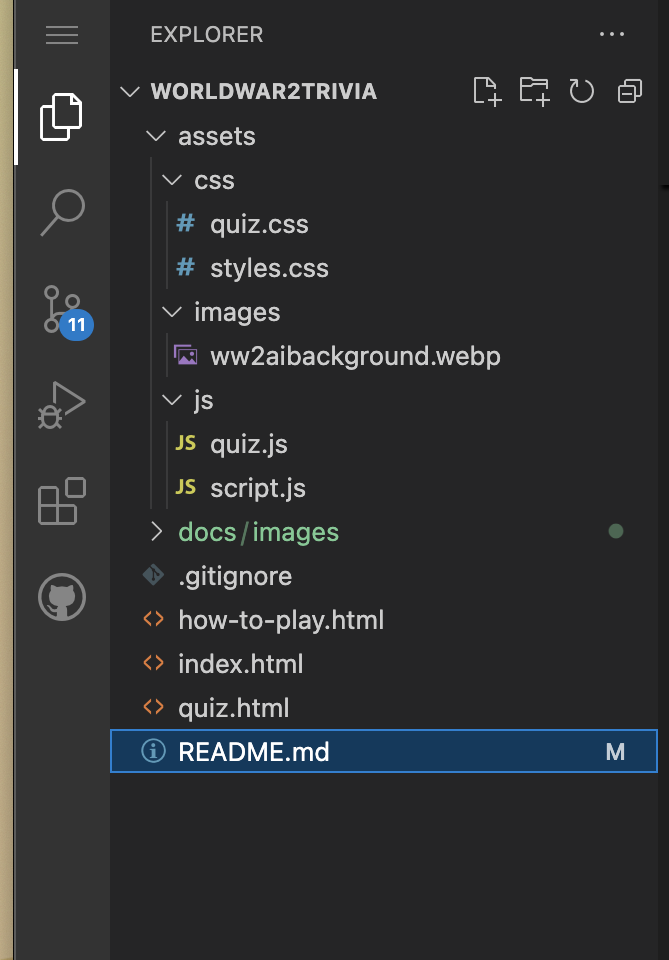 EXPLORER
WORLDWAR2TRIVIA
assets
css
# quiz.css
# styles.css
images
11
ww2aibackground.webp
js
JS quiz.js
JS script.js
docs/images
.gitignore
<> how-to-play.html
<> index.html
<> quiz.html
README.md M